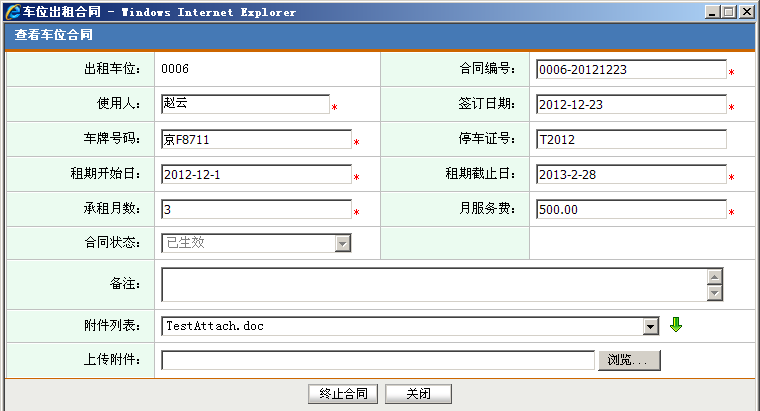 车位出租合同 - Windows Internet Explorer
查看车位合同
出租车位： 0006 合同编号： 0006-20121223 *
使用人： 赵云 * 签订日期： 2012-12-23 *
车牌号码： 京F8711 * 停车证号： T2012
租期开始日： 2012-12-1 * 租期截止日： 2013-2-28 *
承租月数： 3 * 月服务费： 500.00 *
合同状态： 已生效
备注：
附件列表： TestAttach.doc
上传附件： 浏览...
终止合同 关闭